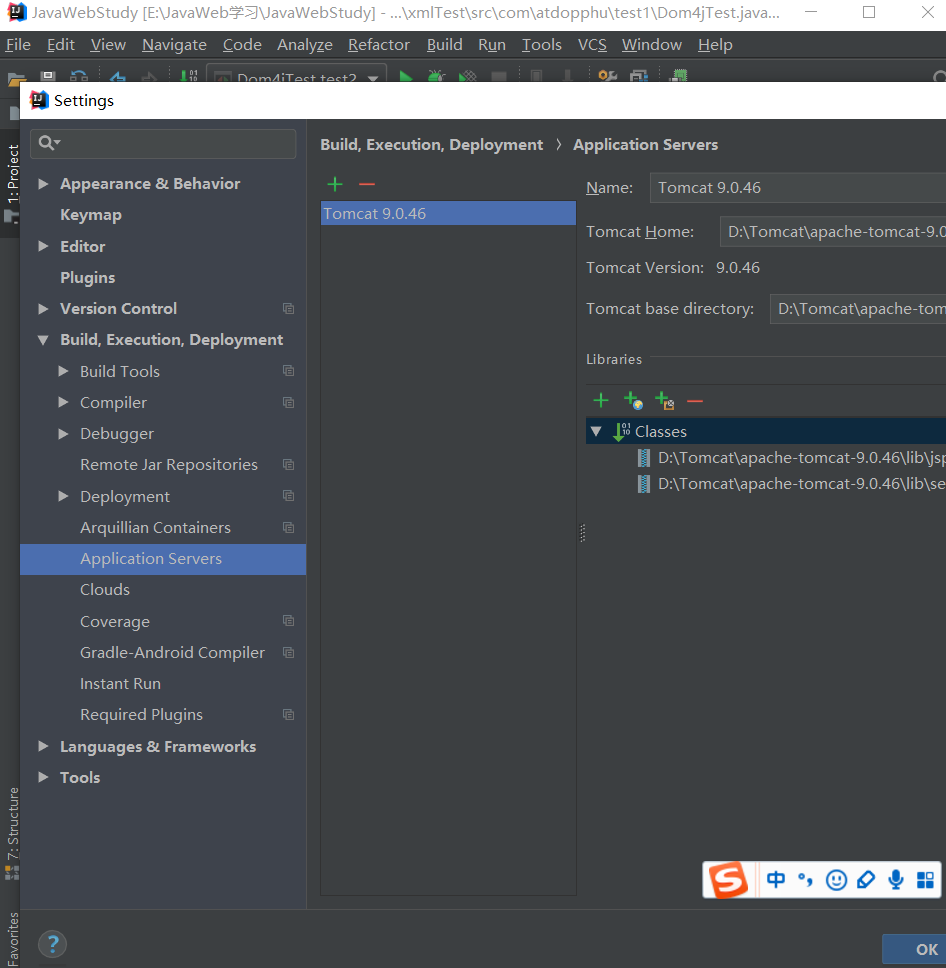 JavaWebStudy [E:\JavaWeb学习\JavaWebStudy] - ...\xmlTest\src\com\atdopphu\test1\Dom4jTest.java...
File Edit View Navigate Code Analyze Refactor Build Run Tools VCS Window Help
Dom4jTest.test2
Settings
1: Project
7: Structure
Favorites
Appearance & Behavior
Keymap
Editor
Plugins
Version Control
Build, Execution, Deployment
Build Tools
Compiler
Debugger
Remote Jar Repositories
Deployment
Arquillian Containers
Application Servers
Clouds
Coverage
Gradle-Android Compiler
Instant Run
Required Plugins
Languages & Frameworks
Tools
Build, Execution, Deployment › Application Servers
Tomcat 9.0.46
Name: Tomcat 9.0.46
Tomcat Home: D:\Tomcat\apache-tomcat-9.0
Tomcat Version: 9.0.46
Tomcat base directory: D:\Tomcat\apache-tom
Libraries
Classes
D:\Tomcat\apache-tomcat-9.0.46\lib\jsp
D:\Tomcat\apache-tomcat-9.0.46\lib\se
中
?
OK